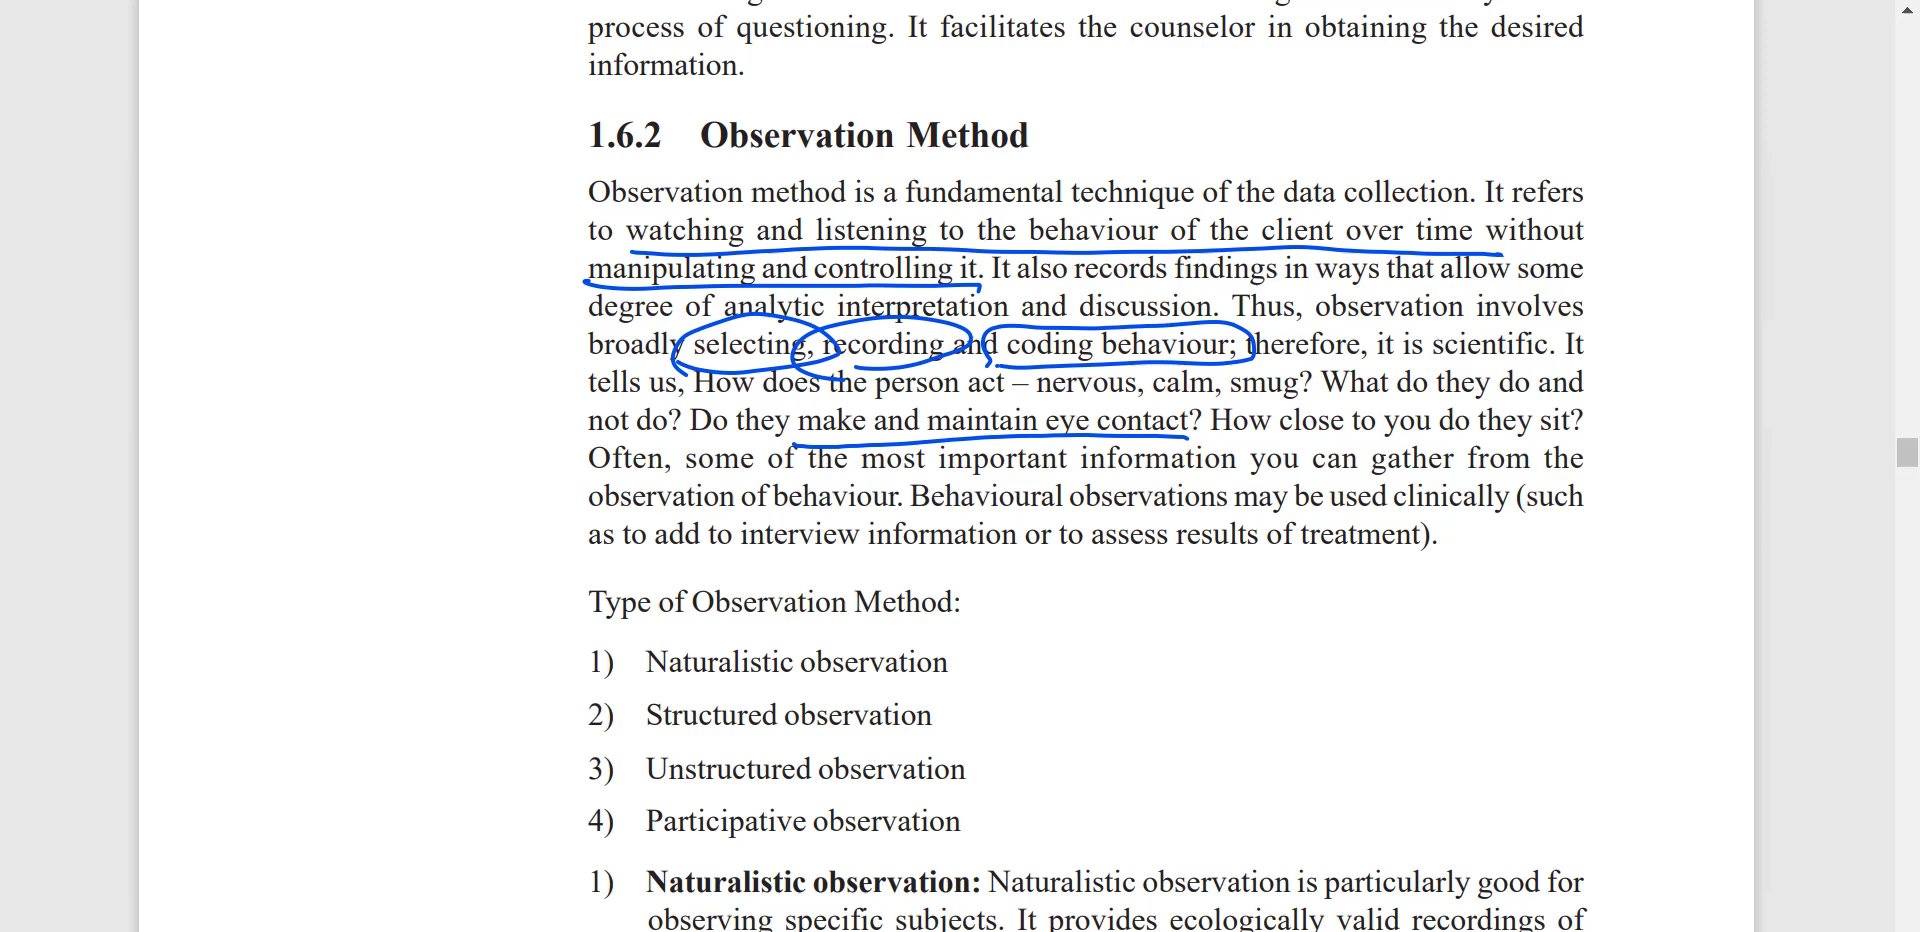 process of questioning. It facilitates the counselor in obtaining the desired
information.
1.6.2 Observation Method
Observation method is a fundamental technique of the data collection. It refers
to watching and listening to the behaviour of the client over time without
manipulating and controlling it. It also records findings in ways that allow some
degree of analytic interpretation and discussion. Thus, observation involves
broadly selecting, recording and coding behaviour; therefore, it is scientific. It
tells us, How does the person act – nervous, calm, smug? What do they do and
not do? Do they make and maintain eye contact? How close to you do they sit?
Often, some of the most important information you can gather from the
observation of behaviour. Behavioural observations may be used clinically (such
as to add to interview information or to assess results of treatment).
Type of Observation Method:
1) Naturalistic observation
2) Structured observation
3) Unstructured observation
4) Participative observation
1) Naturalistic observation: Naturalistic observation is particularly good for
observing specific subjects. It provides ecologically valid recordings of